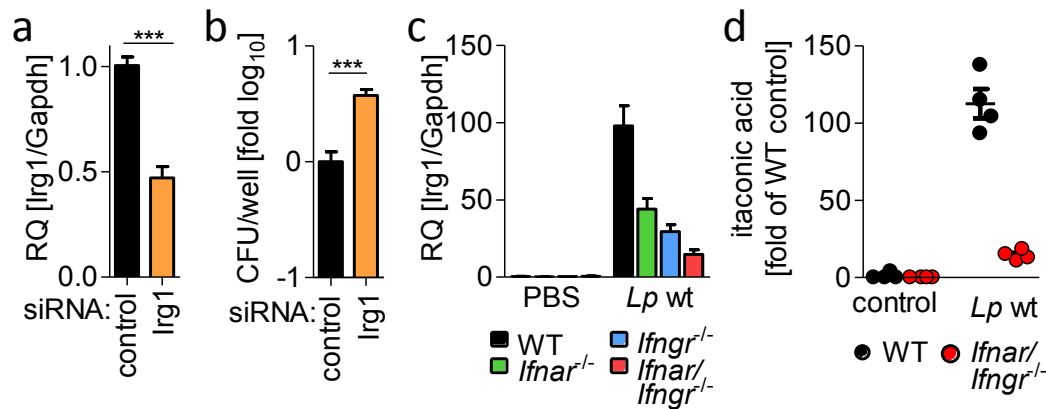 a
***
RQ [Irg1/Gapdh]
1.0
0.5
0.0
siRNA:
control
Irg1
b
***
CFU/well [fold log10]
1
0
-1
siRNA:
control
Irg1
c
RQ [Irg1/Gapdh]
150
100
50
0
PBS
Lp wt
WT
Ifnar-/-
Ifngr-/-
Ifnar/
Ifngr-/-
d
itaconic acid
[fold of WT control]
150
100
50
0
control
Lp wt
WT
Ifnar/
Ifngr-/-